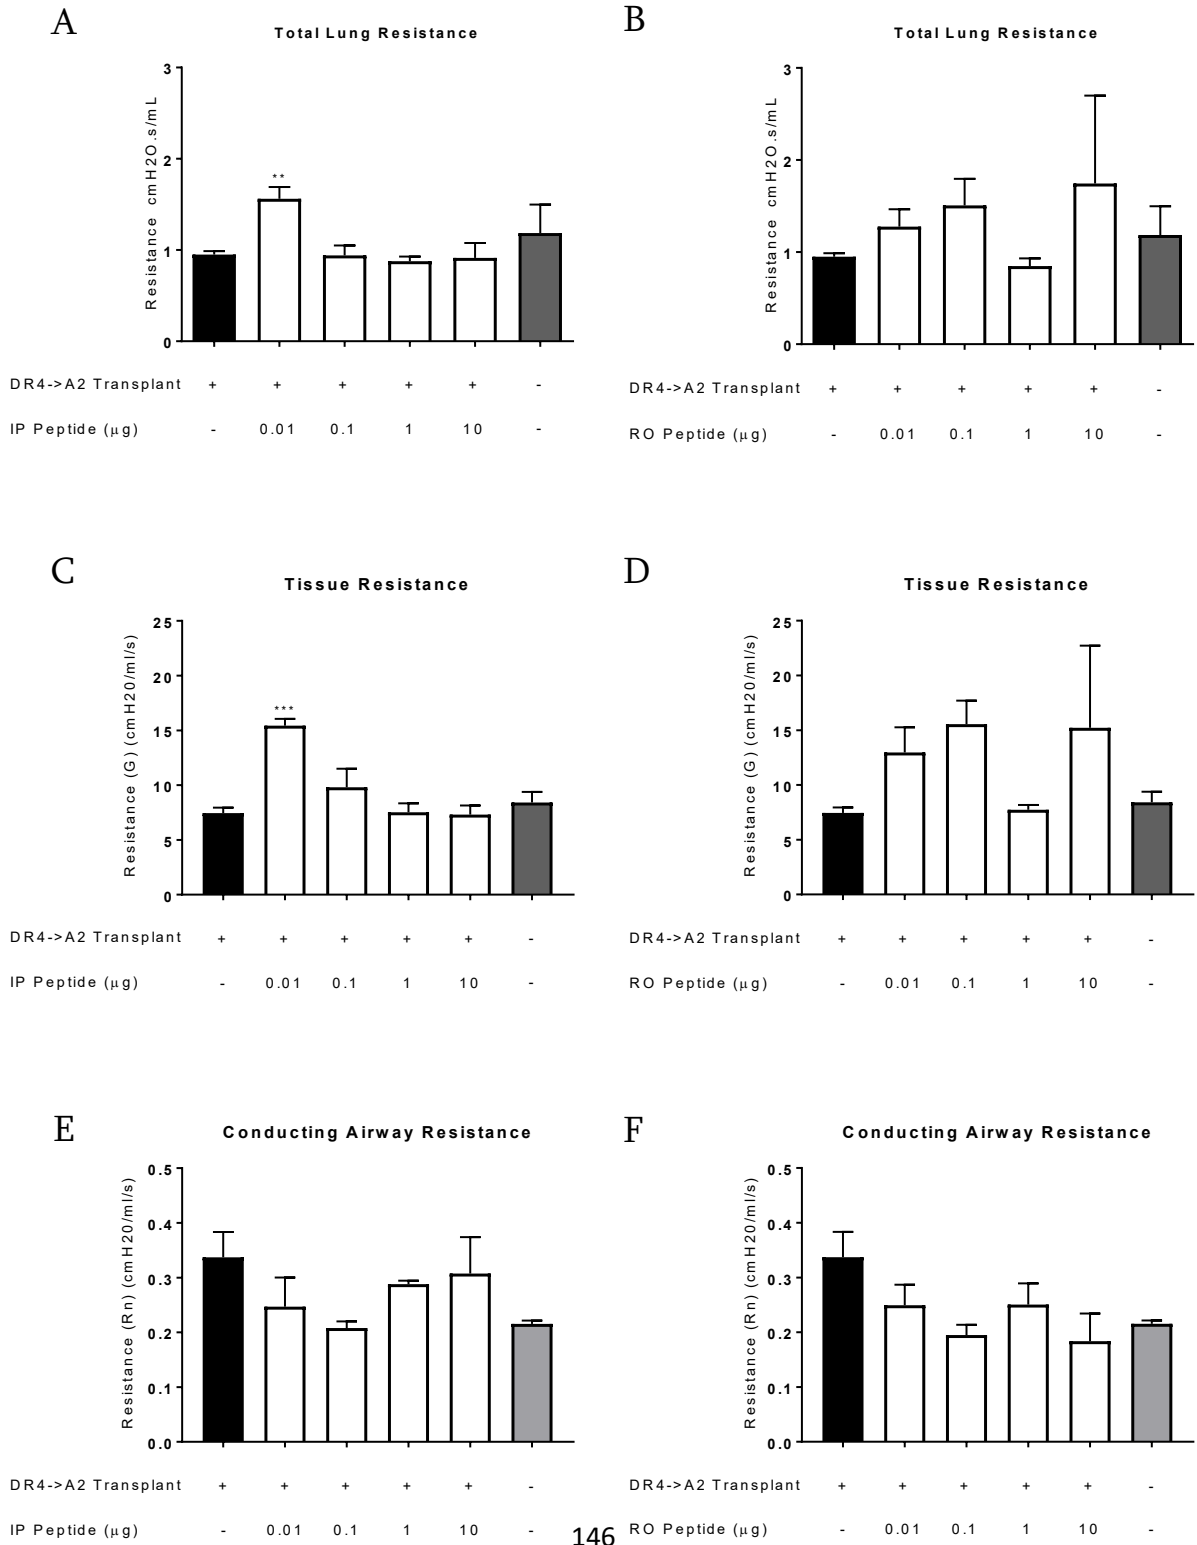 A
Total Lung Resistance
Resistance cmH2O.s/mL
3
2
1
0
**
DR4->A2 Transplant + + + + + -
IP Peptide (μg) - 0.01 0.1 1 10 -
B
Total Lung Resistance
Resistance cmH2O.s/mL
3
2
1
0
DR4->A2 Transplant + + + + + -
RO Peptide (μg) - 0.01 0.1 1 10 -
C
Tissue Resistance
Resistance (G) (cmH20/ml/s)
25
20
15
10
5
0
***
DR4->A2 Transplant + + + + + -
IP Peptide (μg) - 0.01 0.1 1 10 -
D
Tissue Resistance
Resistance (G) (cmH20/ml/s)
25
20
15
10
5
0
DR4->A2 Transplant + + + + + -
RO Peptide (μg) - 0.01 0.1 1 10 -
E
Conducting Airway Resistance
Resistance (Rn) (cmH20/ml/s)
0.5
0.4
0.3
0.2
0.1
0.0
DR4->A2 Transplant + + + + + -
IP Peptide (μg) - 0.01 0.1 1 10 -
F
Conducting Airway Resistance
Resistance (Rn) (cmH20/ml/s)
0.5
0.4
0.3
0.2
0.1
0.0
DR4->A2 Transplant + + + + + -
RO Peptide (μg) - 0.01 0.1 1 10 -
146